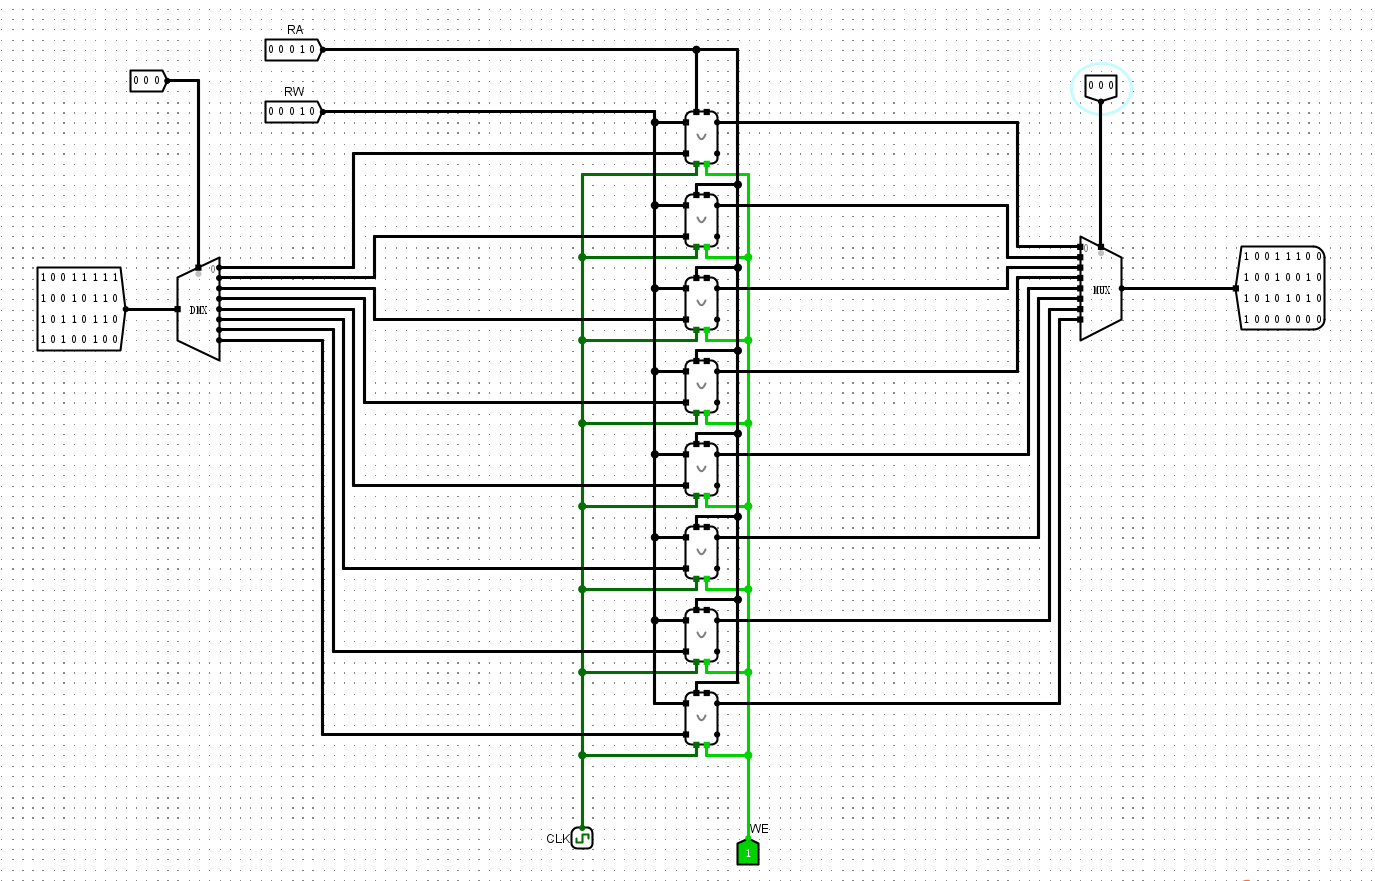 RA
0 0 0 1 0
0 0 0
0 0 0
RW
0 0 0 1 0
1 0 0 1 1 1 1 1
1 0 0 1 0 1 1 0
1 0 1 1 0 1 1 0
1 0 1 0 0 1 0 0
0
DMX
0
MUX
1 0 0 1 1 1 0 0
1 0 0 1 0 0 1 0
1 0 1 0 1 0 1 0
1 0 0 0 0 0 0 0
CLK
WE
1